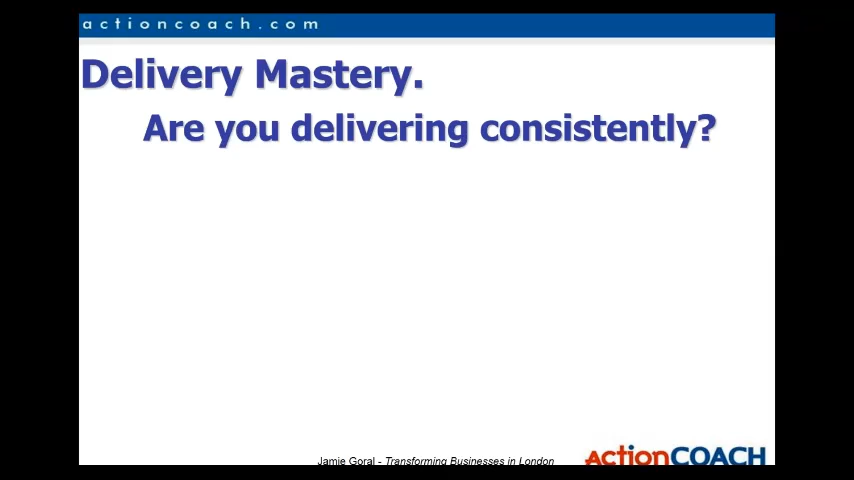 actioncoach.com
Delivery Mastery.
Are you delivering consistently?
Jamie Goral - Transforming Businesses in London
ActionCOACH